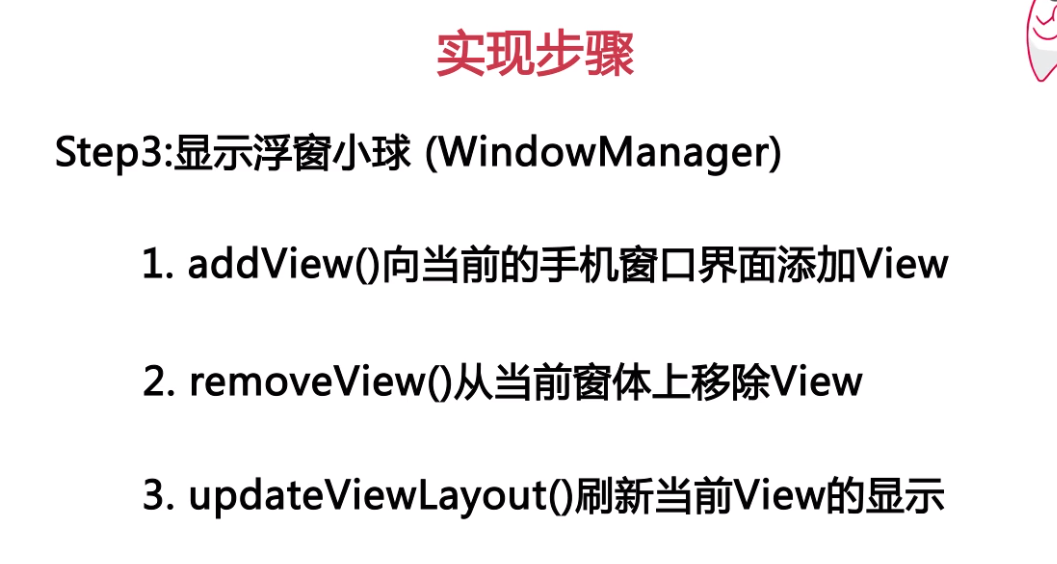 实现步骤
Step3:显示浮窗小球 (WindowManager)
1. addView()向当前的手机窗口界面添加View
2. removeView()从当前窗体上移除View
3. updateViewLayout()刷新当前View的显示